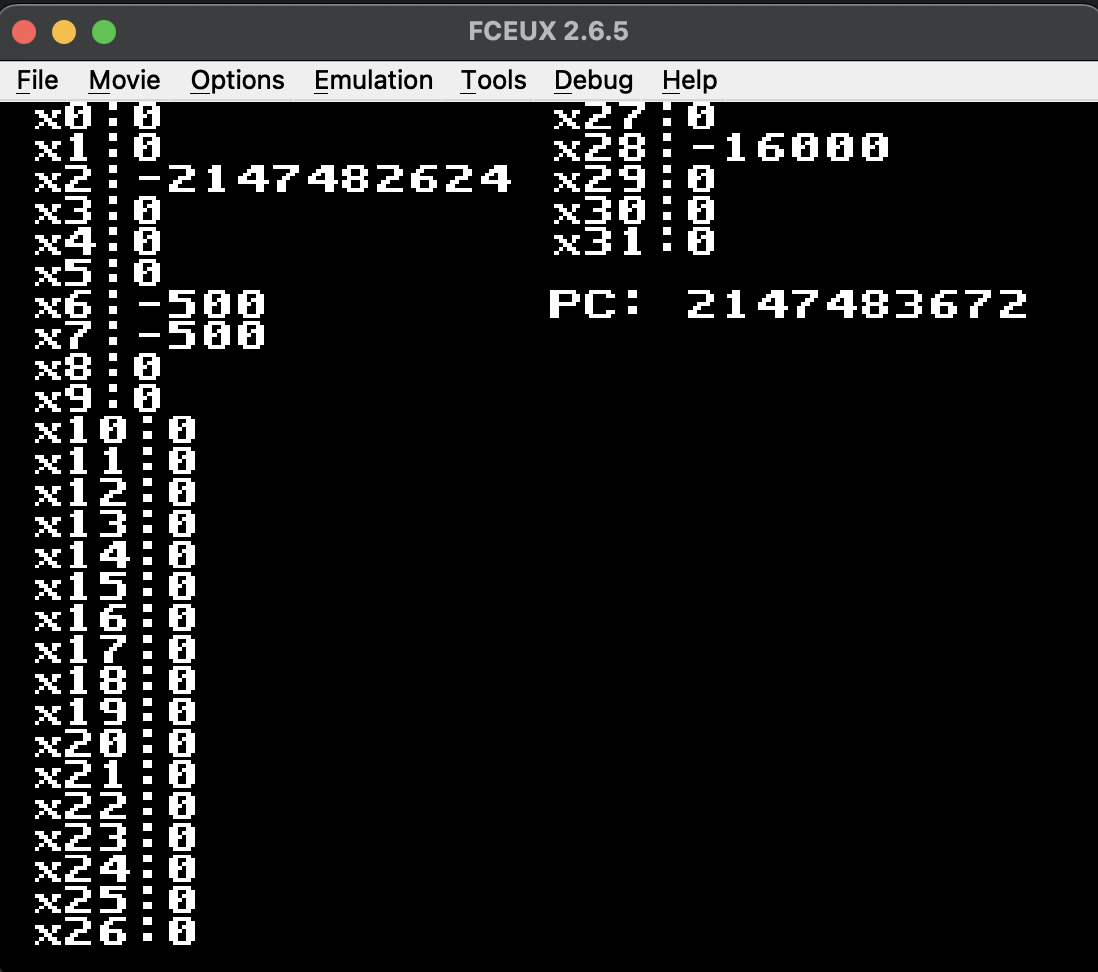 FCEUX 2.6.5
File Movie Options Emulation Tools Debug Help
x0:0
x1:0
x2:-2147482624
x3:0
x4:0
x5:0
x6:-500
x7:-500
x8:0
x9:0
x10:0
x11:0
x12:0
x13:0
x14:0
x15:0
x16:0
x17:0
x18:0
x19:0
x20:0
x21:0
x22:0
x23:0
x24:0
x25:0
x26:0
x27:0
x28:-16000
x29:0
x30:0
x31:0
PC: 2147483672